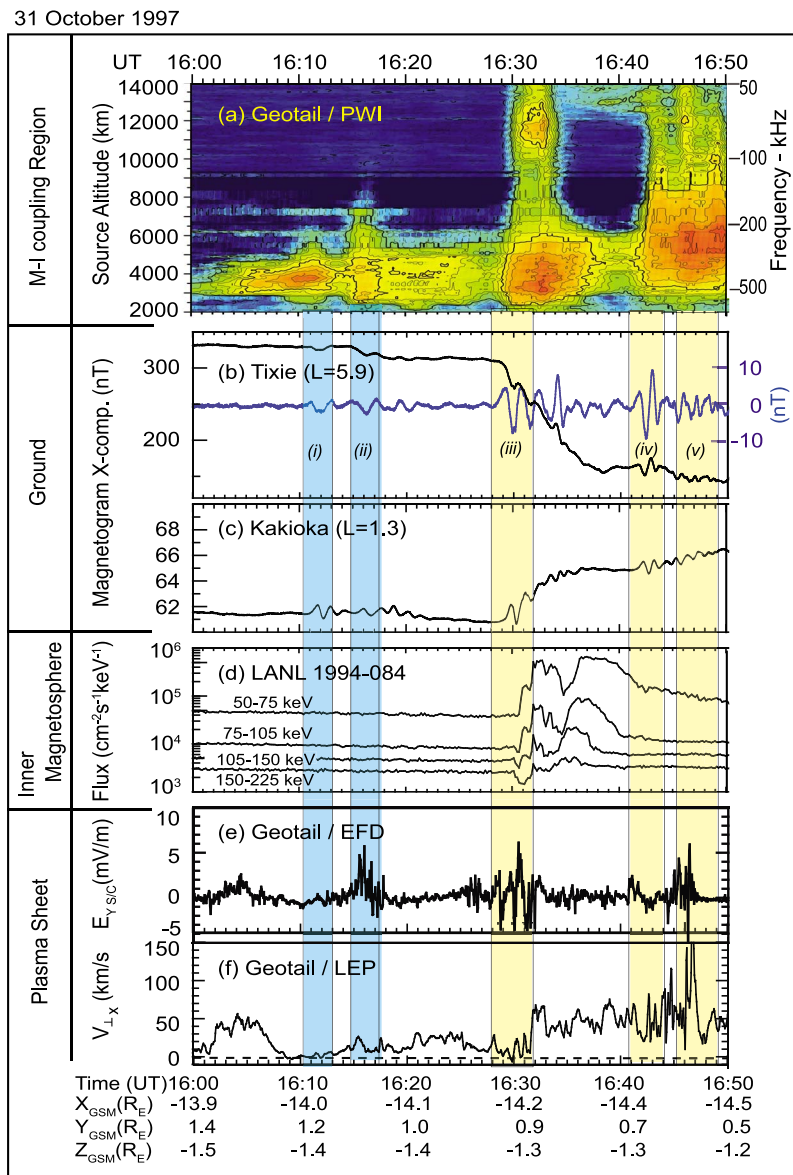 31 October 1997
UT 16:00 16:10 16:20 16:30 16:40 16:50
M-I coupling Region
Source Altitude (km)
14000
12000
10000
8000
6000
4000
2000
(a) Geotail / PWI
50
100
200
500
Frequency - kHz
Ground
Magnetogram X-comp. (nT)
300
150
(b) Tixie (L=5.9)
10
0
-10
(nT)
(i) (ii) (iii) (iv) (v)
68
66
64
62
(c) Kakioka (L=1.3)
Inner Magnetosphere
Flux (cm⁻²s⁻¹keV⁻¹)
10⁶
10⁵
10⁴
10³
(d) LANL 1994-084
50-75 keV
75-105 keV
105-150 keV
150-225 keV
Plasma Sheet
E_Y S/C (mV/m)
10
5
0
-5
(e) Geotail / EFD
V⊥X (km/s
150
100
50
0
(f) Geotail / LEP
Time (UT) 16:00 16:10 16:20 16:30 16:40 16:50
X_GSM(R_E) -13.9 -14.0 -14.1 -14.2 -14.4 -14.5
Y_GSM(R_E) 1.4 1.2 1.0 0.9 0.7 0.5
Z_GSM(R_E) -1.5 -1.4 -1.4 -1.3 -1.3 -1.2